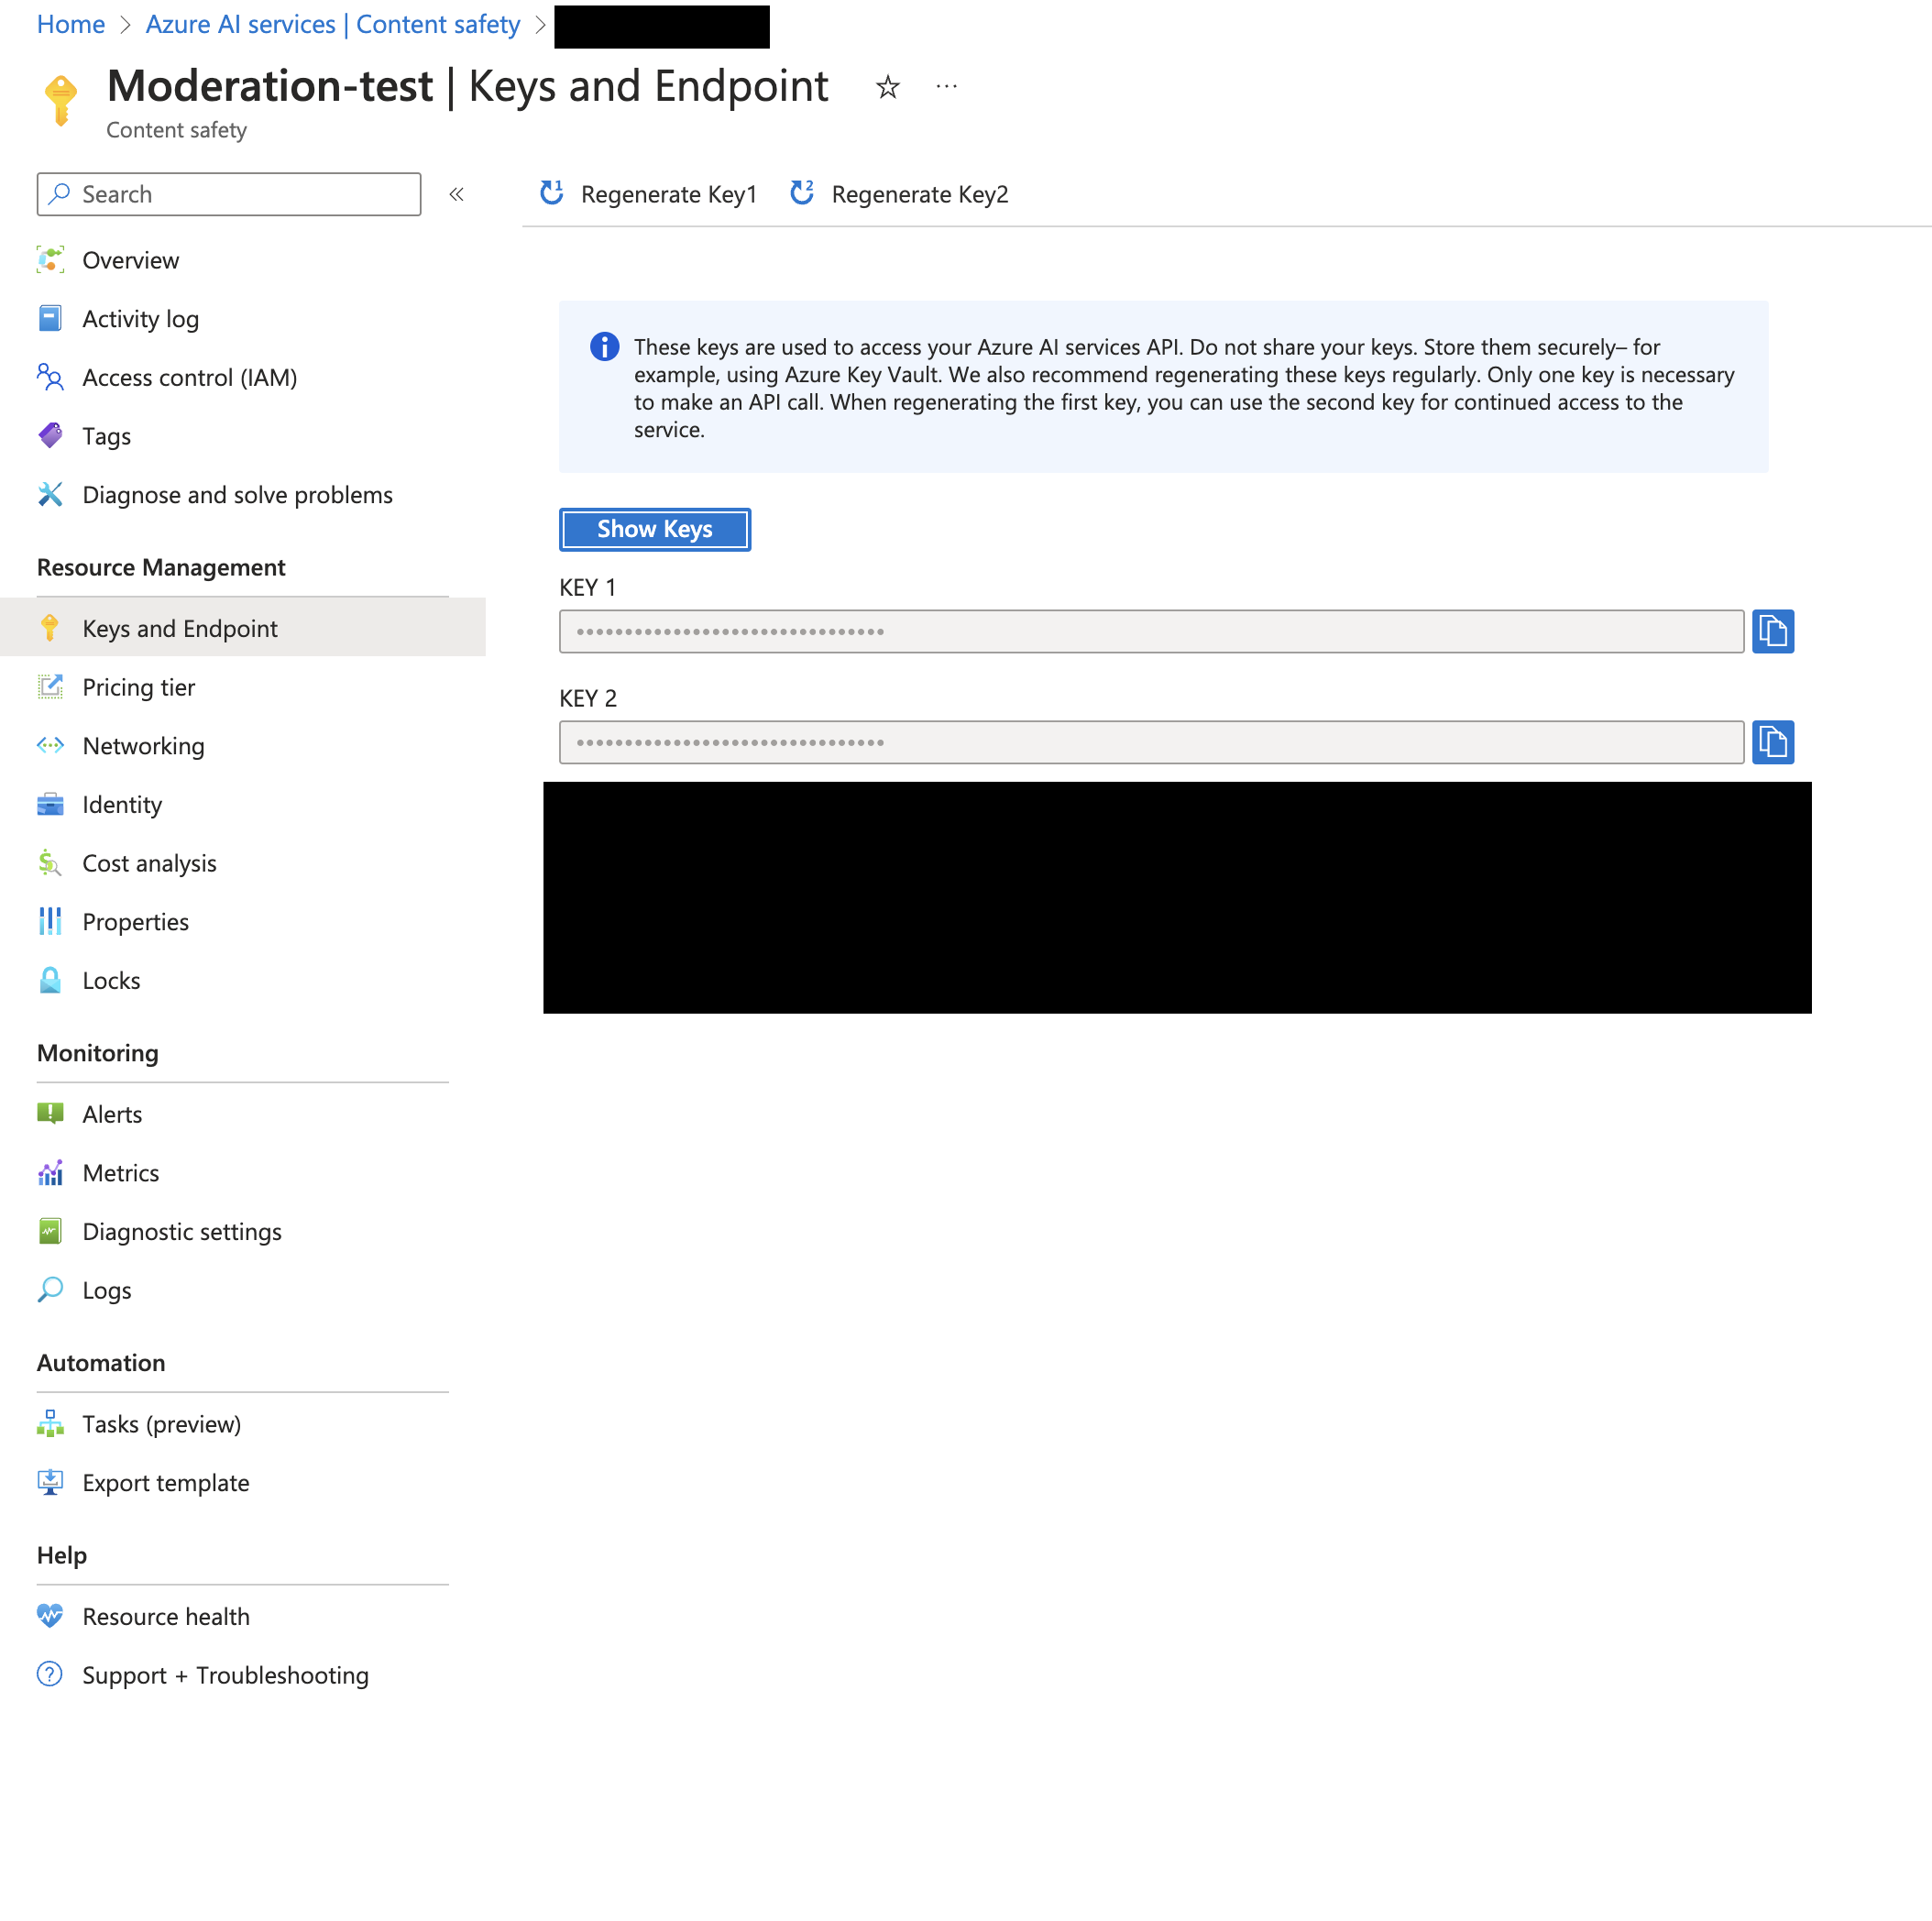 Home > Azure AI services | Content safety >
Moderation-test | Keys and Endpoint ☆ ···
Content safety
Search «
Overview
Activity log
Access control (IAM)
Tags
Diagnose and solve problems
Resource Management
Keys and Endpoint
Pricing tier
Networking
Identity
Cost analysis
Properties
Locks
Monitoring
Alerts
Metrics
Diagnostic settings
Logs
Automation
Tasks (preview)
Export template
Help
Resource health
Support + Troubleshooting
1 Regenerate Key1 2 Regenerate Key2
These keys are used to access your Azure AI services API. Do not share your keys. Store them securely– for
example, using Azure Key Vault. We also recommend regenerating these keys regularly. Only one key is necessary
to make an API call. When regenerating the first key, you can use the second key for continued access to the
service.
Show Keys
KEY 1
••••••••••••••••••••••••••••••••
KEY 2
••••••••••••••••••••••••••••••••